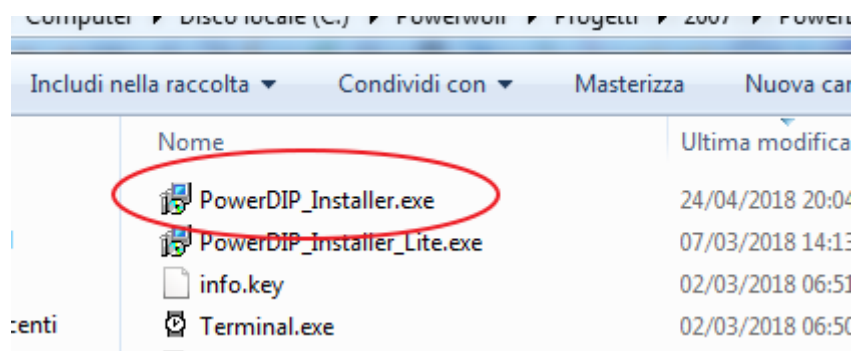 Computer Disco locale (C:) Powerwolf Progetti 2007
Includi nella raccolta Condividi con Masterizza Nuova
Nome Ultima modifica
PowerDIP_Installer.exe 24/04/2018 20:04
PowerDIP_Installer_Lite.exe 07/03/2018 14:13
info.key 02/03/2018 06:51
centi Terminal.exe 02/03/2018 06:50